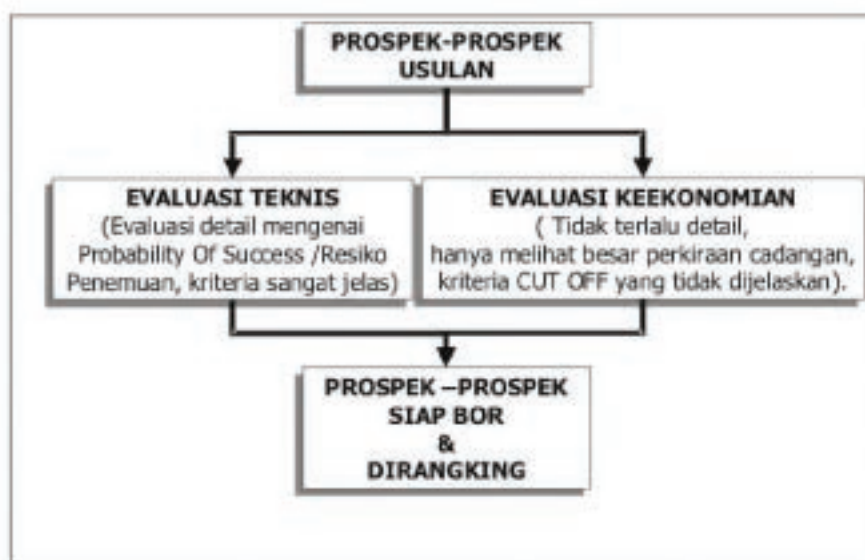 PROSPEK-PROSPEK
USULAN
EVALUASI TEKNIS
(Evaluasi detail mengenai
Probability Of Success /Resiko
Penemuan, kriteria sangat jelas)
EVALUASI KEEKONOMIAN
( Tidak terlalu detail,
hanya melihat besar perkiraan cadangan,
kriteria CUT OFF yang tidak dijelaskan).
PROSPEK –PROSPEK
SIAP BOR
&
DIRANGKING